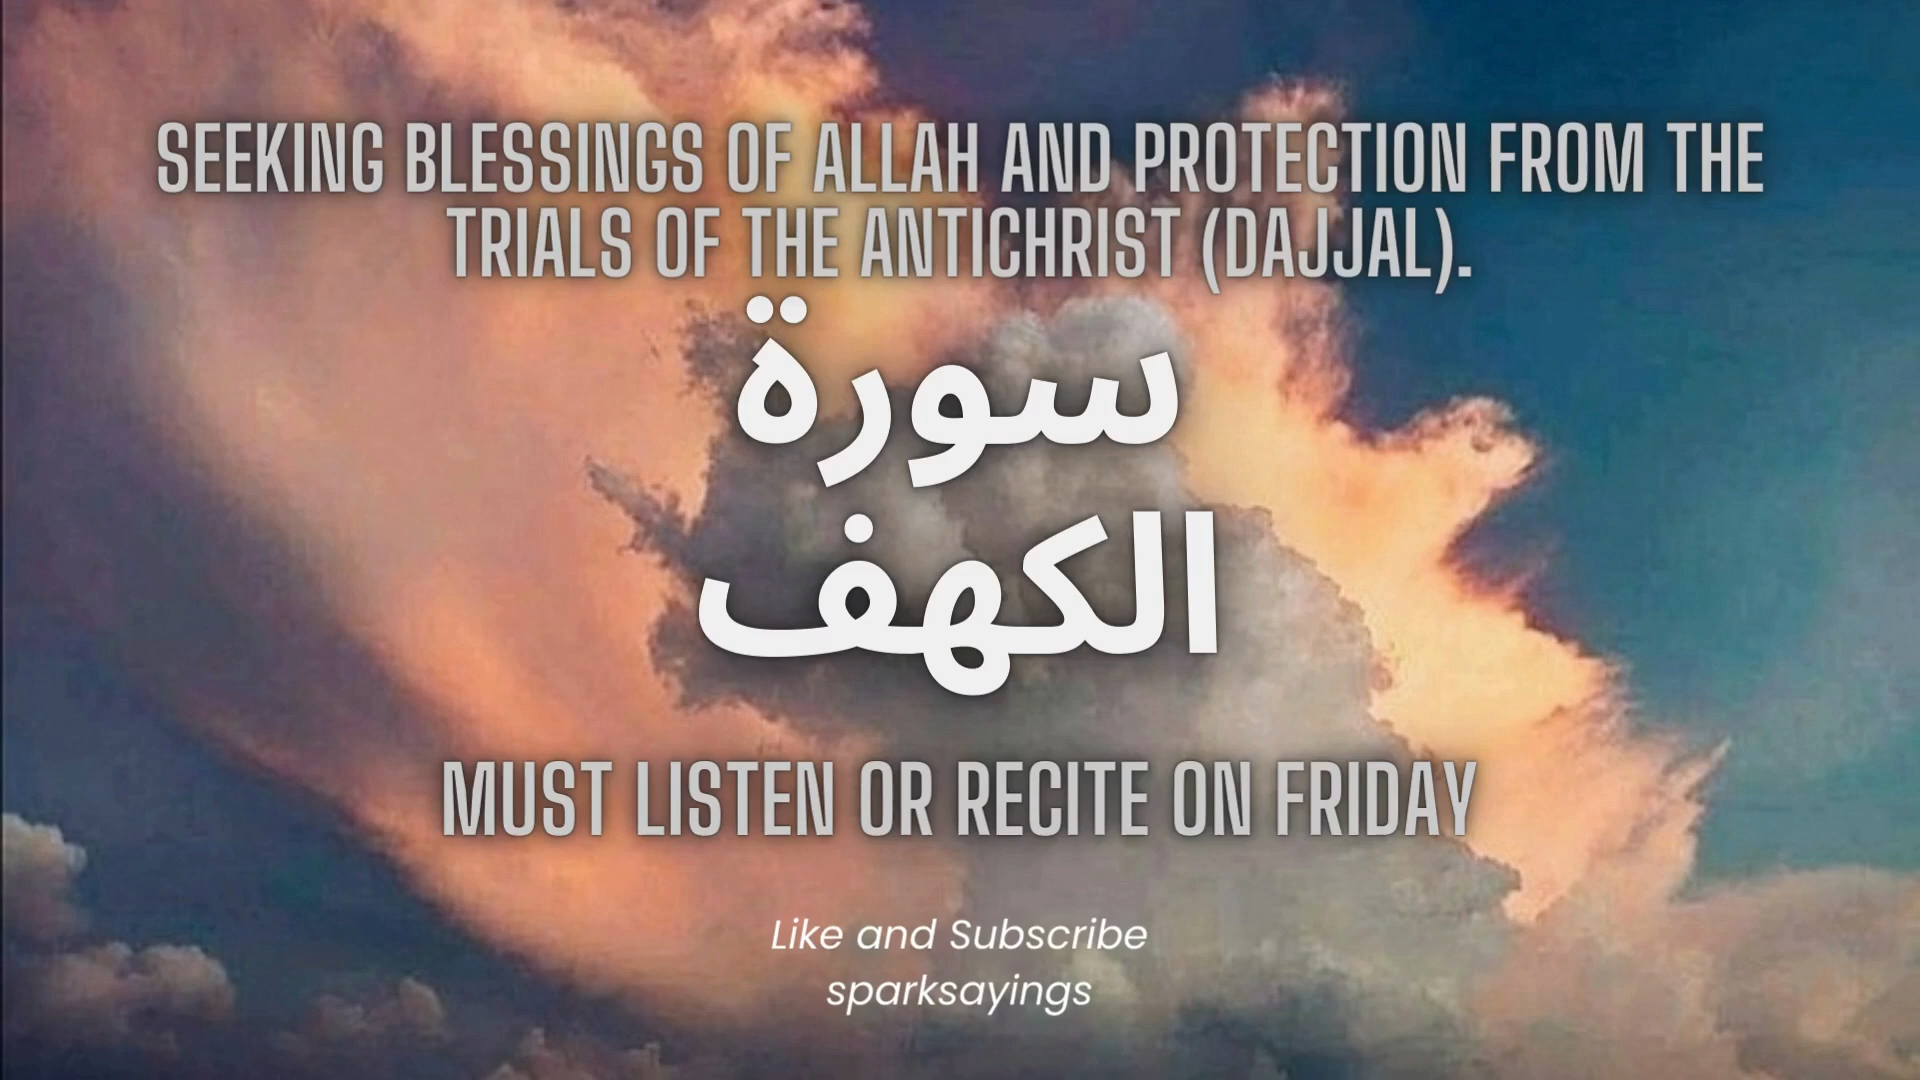 SEEKING BLESSINGS OF ALLAH AND PROTECTION FROM THE
TRIALS OF THE ANTICHRIST (DAJJAL).
سورة
الكهف
MUST LISTEN OR RECITE ON FRIDAY
Like and Subscribe
sparksayings